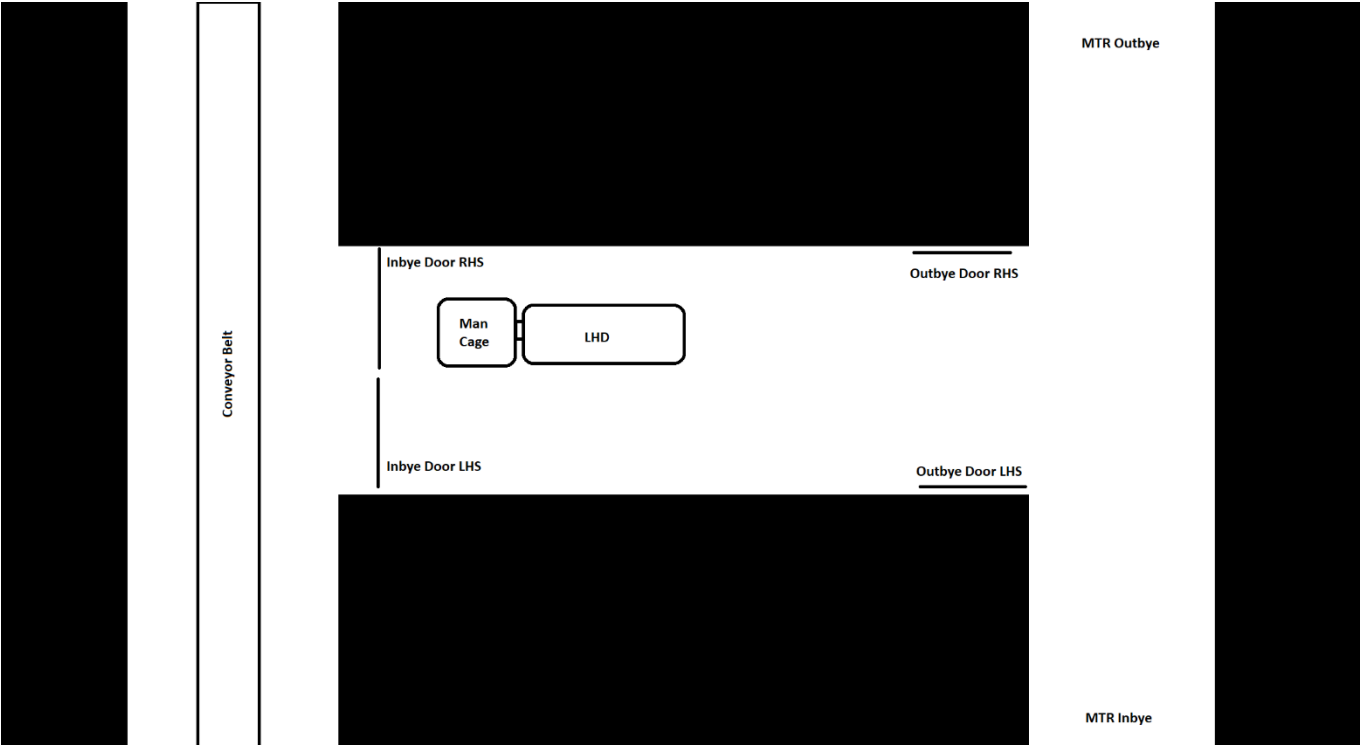 MTR Outbye
Inbye Door RHS
Outbye Door RHS
Man
Cage
LHD
Conveyor Belt
Inbye Door LHS
Outbye Door LHS
MTR Inbye